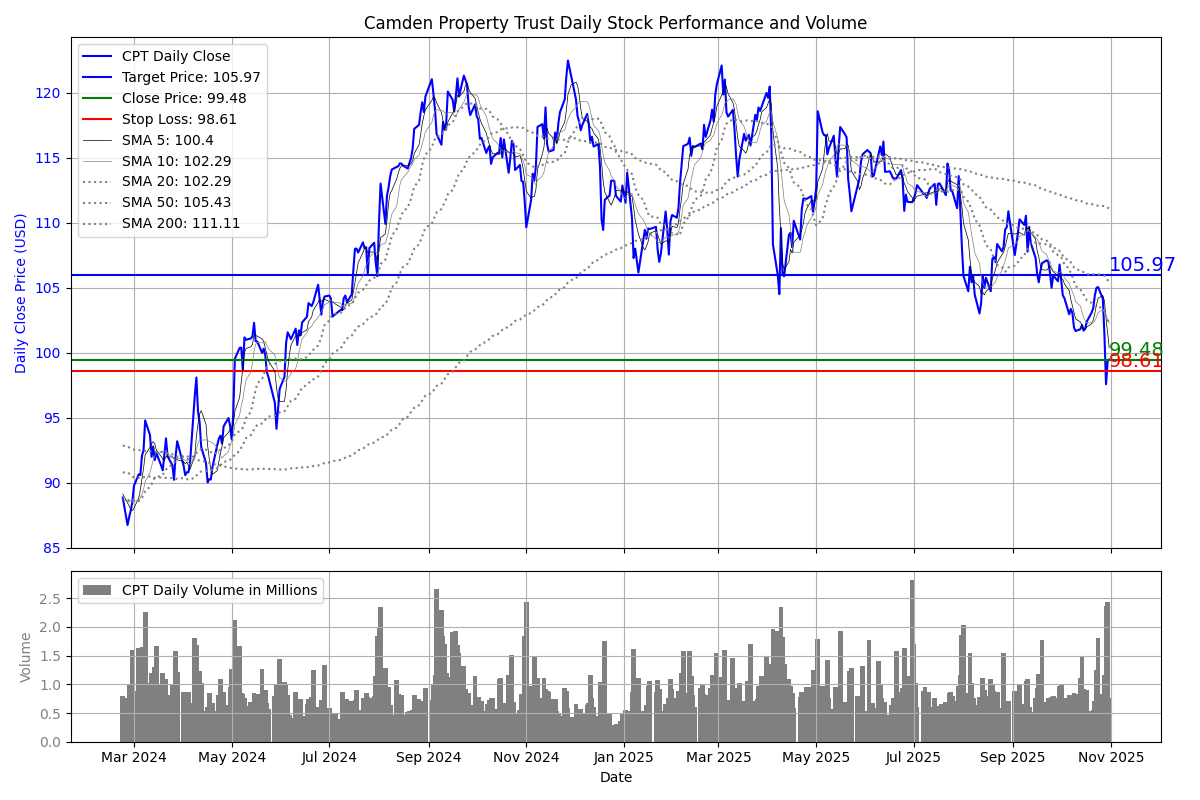 Camden Property Trust Daily Stock Performance and Volume
CPT Daily Close
Target Price: 105.97
Close Price: 99.48
Stop Loss: 98.61
SMA 5: 100.4
SMA 10: 102.29
SMA 20: 102.29
SMA 50: 105.43
SMA 200: 111.11
Daily Close Price (USD)
120
115
110
105
100
95
90
85
105.97
99.48
98.61
CPT Daily Volume in Millions
Volume
2.5
2.0
1.5
1.0
0.5
0.0
Mar 2024 May 2024 Jul 2024 Sep 2024 Nov 2024 Jan 2025 Mar 2025 May 2025 Jul 2025 Sep 2025 Nov 2025
Date